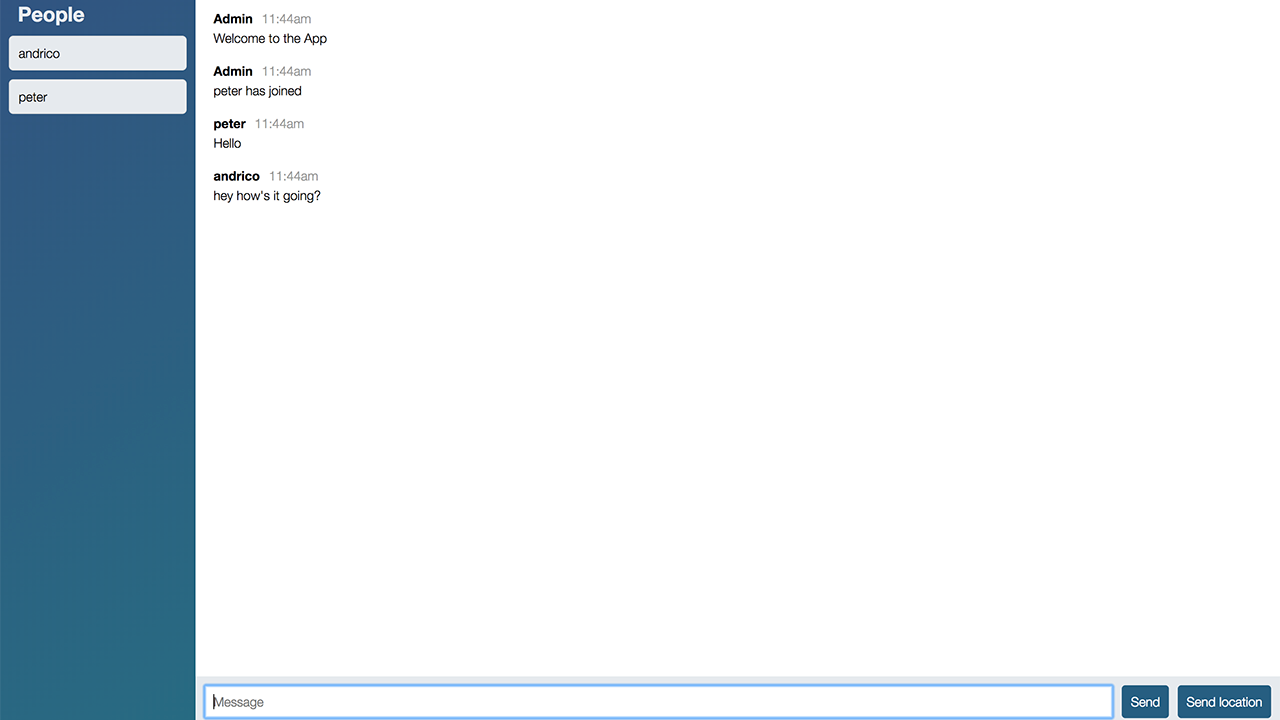 People
andrico
peter
Admin 11:44am
Welcome to the App
Admin 11:44am
peter has joined
peter 11:44am
Hello
andrico 11:44am
hey how's it going?
Message
Send
Send location